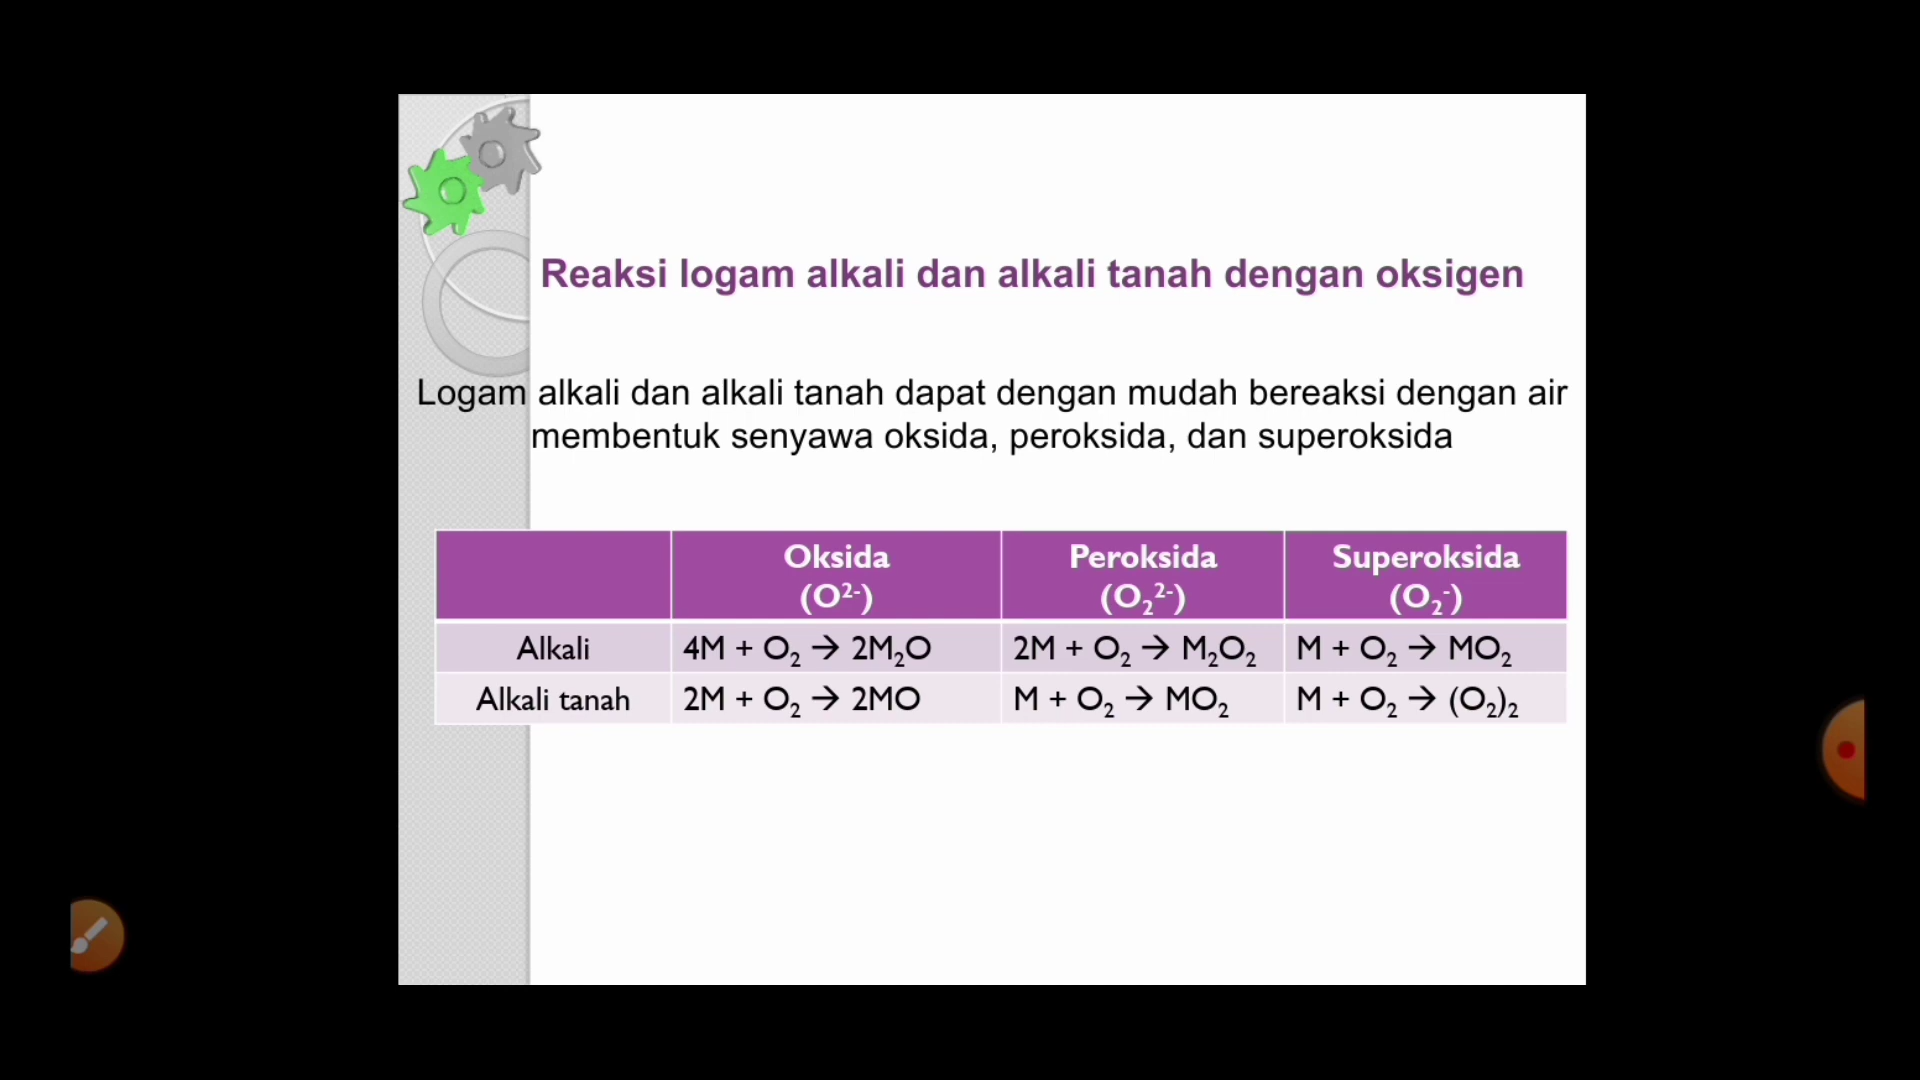 Reaksi logam alkali dan alkali tanah dengan oksigen
Logam alkali dan alkali tanah dapat dengan mudah bereaksi dengan air
membentuk senyawa oksida, peroksida, dan superoksida
Oksida Peroksida Superoksida
(O²⁻) (O₂²⁻) (O₂⁻)
Alkali 4M + O₂ → 2M₂O 2M + O₂ → M₂O₂ M + O₂ → MO₂
Alkali tanah 2M + O₂ → 2MO M + O₂ → MO₂ M + O₂ → (O₂)₂